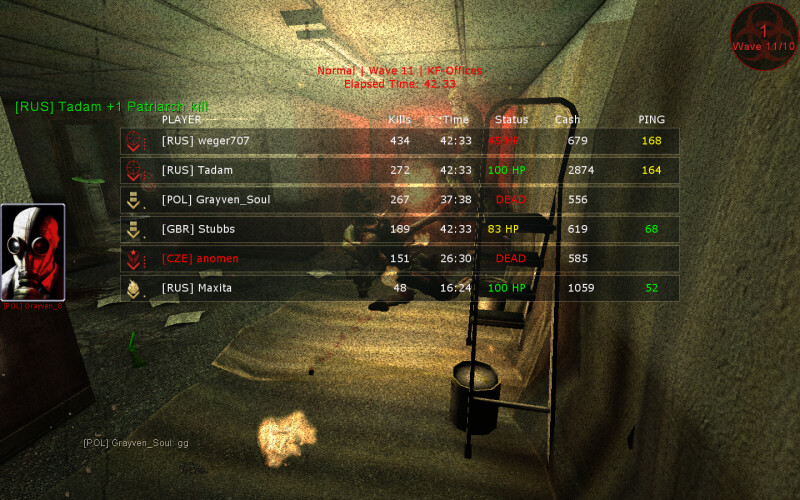 1
Wave 11/10
Normal | Wave 11 | KF-Offices
Elapsed Time: 42:33
[RUS] Tadam +1 Patriarch kill
PLAYER Kills Time Status Cash PING
[RUS] weger707 434 42:33 HP 679 168
[RUS] Tadam 272 42:33 100 HP 2874 164
[POL] Grayven_Soul 267 37:38 DEAD 556
[GBR] Stubbs 189 42:33 83 HP 619 68
[CZE] anomen 151 26:30 DEAD 585
[RUS] Maxita 48 16:24 100 HP 1059 52
[POL] Grayven_S
[POL] Grayven_Soul: gg